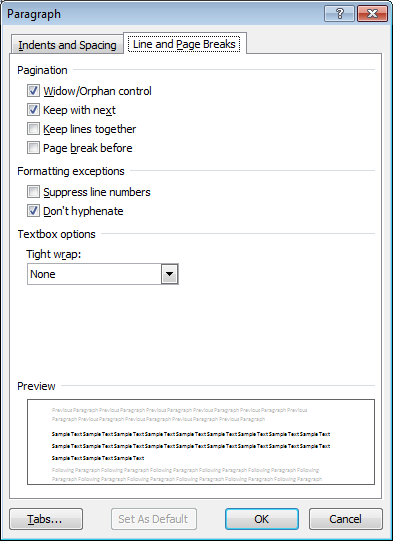 Paragraph
Indents and Spacing
Line and Page Breaks
Pagination
Widow/Orphan control
Keep with next
Keep lines together
Page break before
Formatting exceptions
Suppress line numbers
Don't hyphenate
Textbox options
Tight wrap:
None
Preview
Previous Paragraph Previous Paragraph Previous Paragraph Previous Paragraph Previous Paragraph Previous
Paragraph Previous Paragraph Previous Paragraph Previous Paragraph Previous Paragraph
Sample Text Sample Text Sample Text Sample Text Sample Text Sample Text Sample Text Sample Text Sample Text
Sample Text Sample Text Sample Text Sample Text Sample Text Sample Text Sample Text Sample Text Sample Text
Sample Text Sample Text Sample Text
Following Paragraph Following Paragraph Following Paragraph Following Paragraph Following Paragraph Following
Paragraph Following Paragraph Following Paragraph Following Paragraph Following Paragraph
Tabs...
Set As Default
OK
Cancel